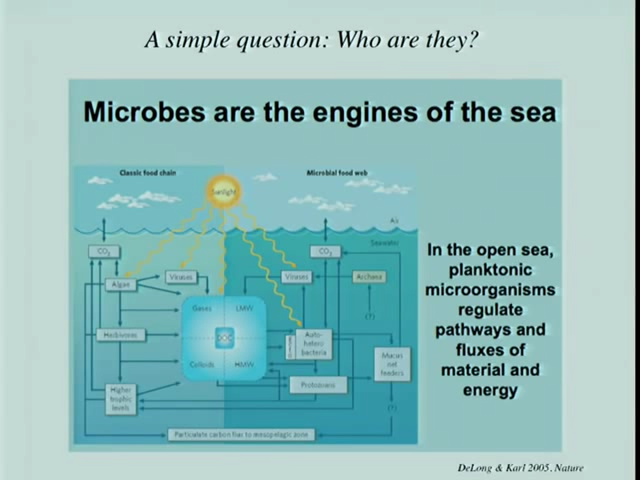 A simple question: Who are they?
Microbes are the engines of the sea
Classic food chain
Microbial food web
Sunlight
Air
Seawater
CO2
CO2
Algae
Viruses
Viruses
Archaea
Gases
LMW
(?)
Herbivores
DOC
Auto-
hetero
bacteria
Colloids
HMW
Mucus
net
feeders
Protozoans
Higher
trophic
levels
(?)
Particulate carbon flux to mesopelagic zone
In the open sea,
planktonic
microorganisms
regulate
pathways and
fluxes of
material and
energy
DeLong & Karl 2005, Nature